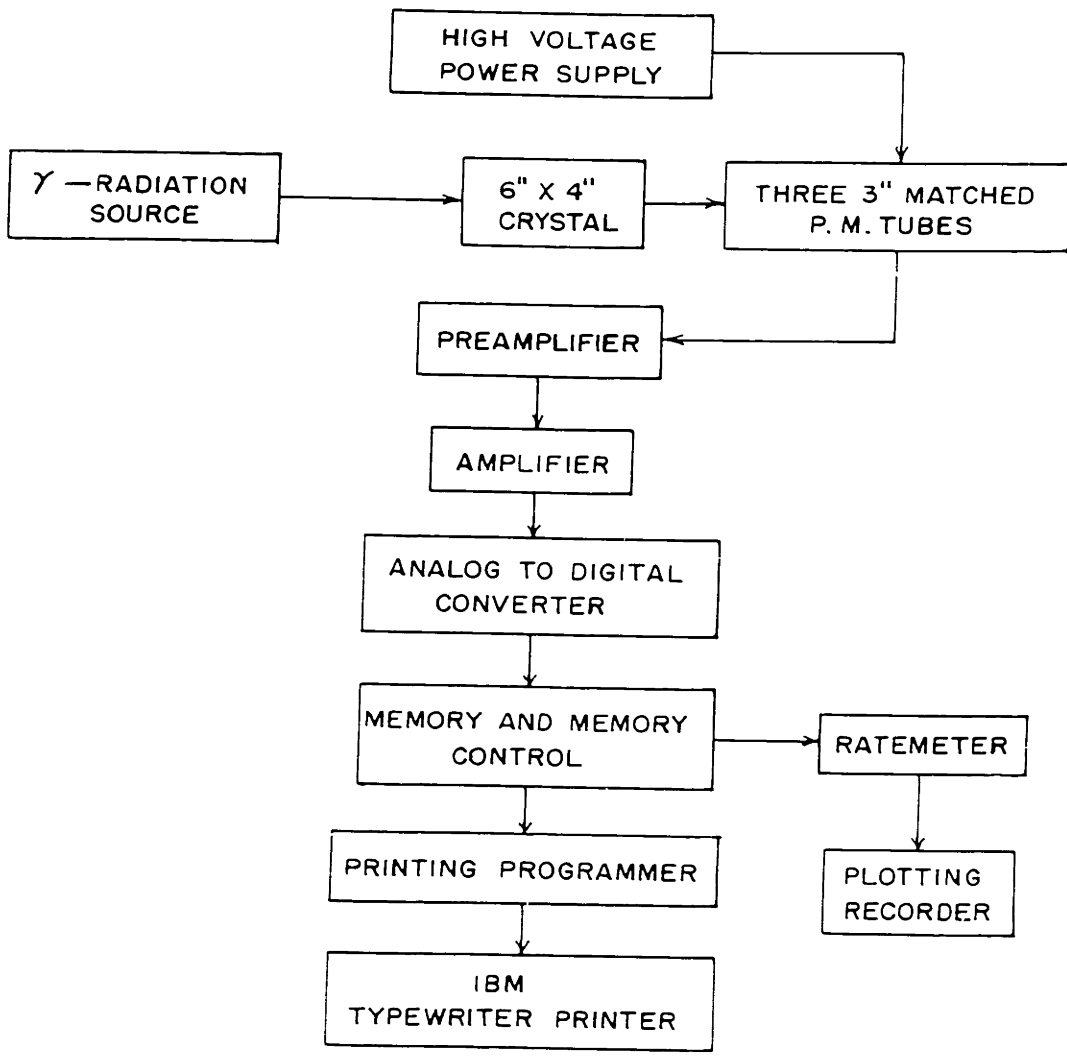 HIGH VOLTAGE
POWER SUPPLY
γ — RADIATION
SOURCE
6" X 4"
CRYSTAL
THREE 3" MATCHED
P. M. TUBES
PREAMPLIFIER
AMPLIFIER
ANALOG TO DIGITAL
CONVERTER
MEMORY AND MEMORY
CONTROL
RATEMETER
PRINTING PROGRAMMER
PLOTTING
RECORDER
IBM
TYPEWRITER PRINTER